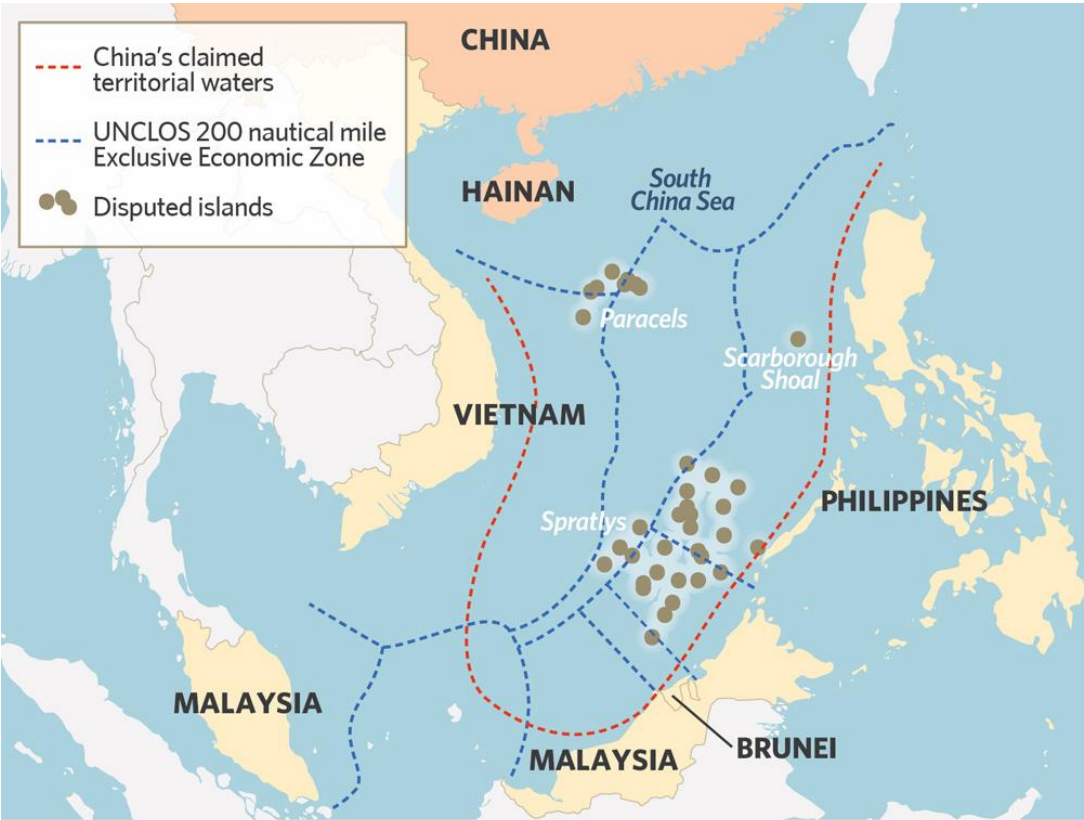 China's claimed
territorial waters
UNCLOS 200 nautical mile
Exclusive Economic Zone
Disputed islands
CHINA
HAINAN
South
China Sea
Paracels
Scarborough
Shoal
VIETNAM
PHILIPPINES
Spratlys
MALAYSIA
MALAYSIA
BRUNEI